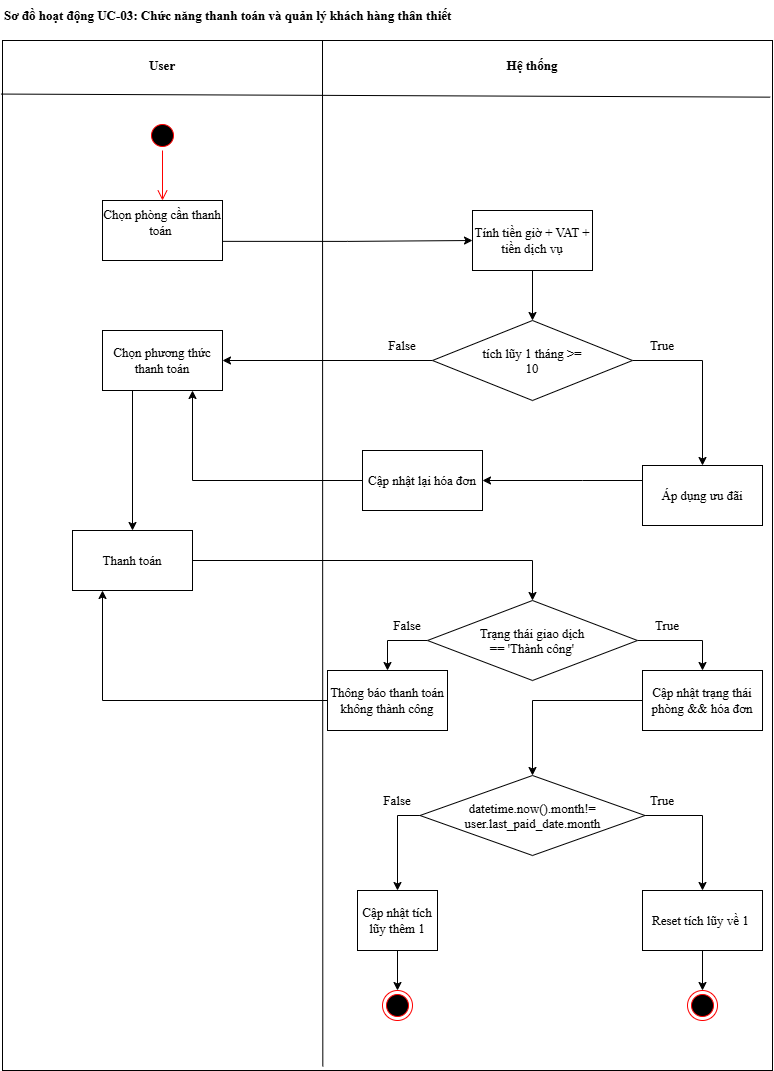 Sơ đồ hoạt động UC-03: Chức năng thanh toán và quản lý khách hàng thân thiết
User
Hệ thống
Chọn phòng cần thanh
toán
Tính tiền giờ + VAT +
tiền dịch vụ
Chọn phương thức
thanh toán
False
tích lũy 1 tháng >=
10
True
Cập nhật lại hóa đơn
Áp dụng ưu đãi
Thanh toán
False
Trạng thái giao dịch
== 'Thành công'
True
Thông báo thanh toán
không thành công
Cập nhật trạng thái
phòng && hóa đơn
False
datetime.now().month!=
user.last_paid_date.month
True
Cập nhật tích
lũy thêm 1
Reset tích lũy về 1